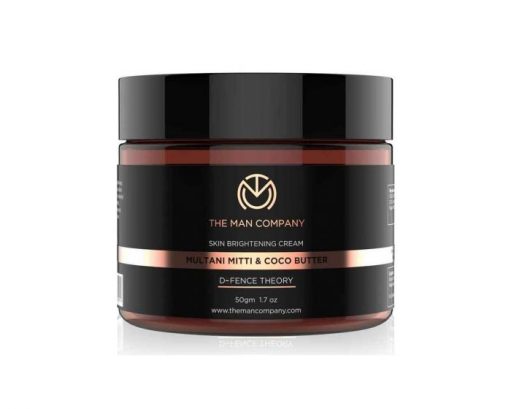 THE MAN COMPANY
SKIN BRIGHTENING CREAM
MULTANI MITTI & COCO BUTTER
D-FENCE THEORY
50gm 1.7 oz
www.themancompany.com